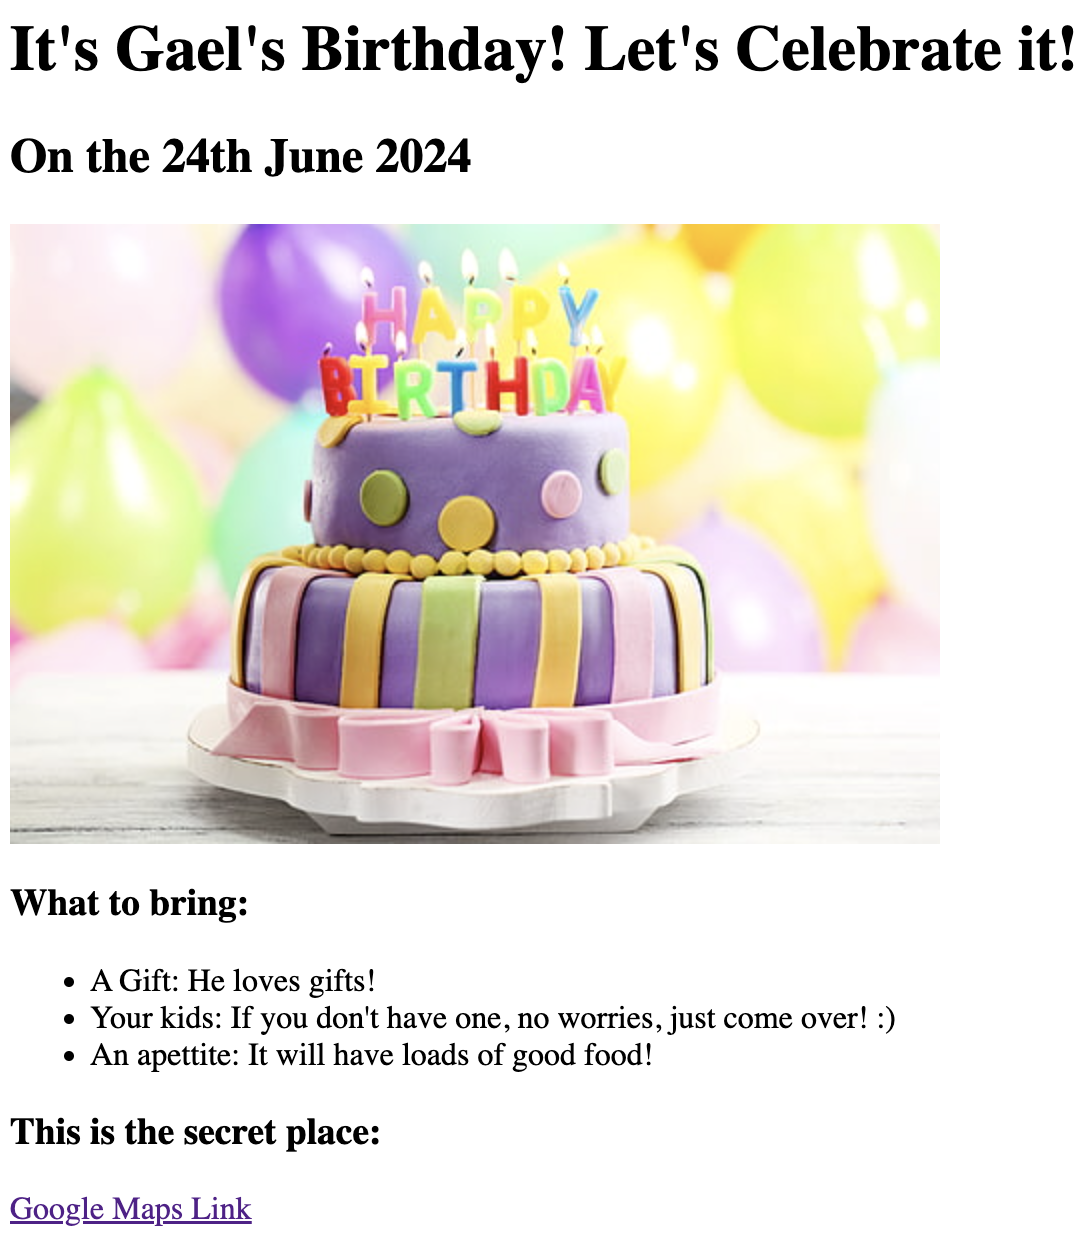 It's Gael's Birthday! Let's Celebrate it!
On the 24th June 2024
HAPPY
BIRTHDAY
What to bring:
• A Gift: He loves gifts!
• Your kids: If you don't have one, no worries, just come over! :)
• An apettite: It will have loads of good food!
This is the secret place:
Google Maps Link